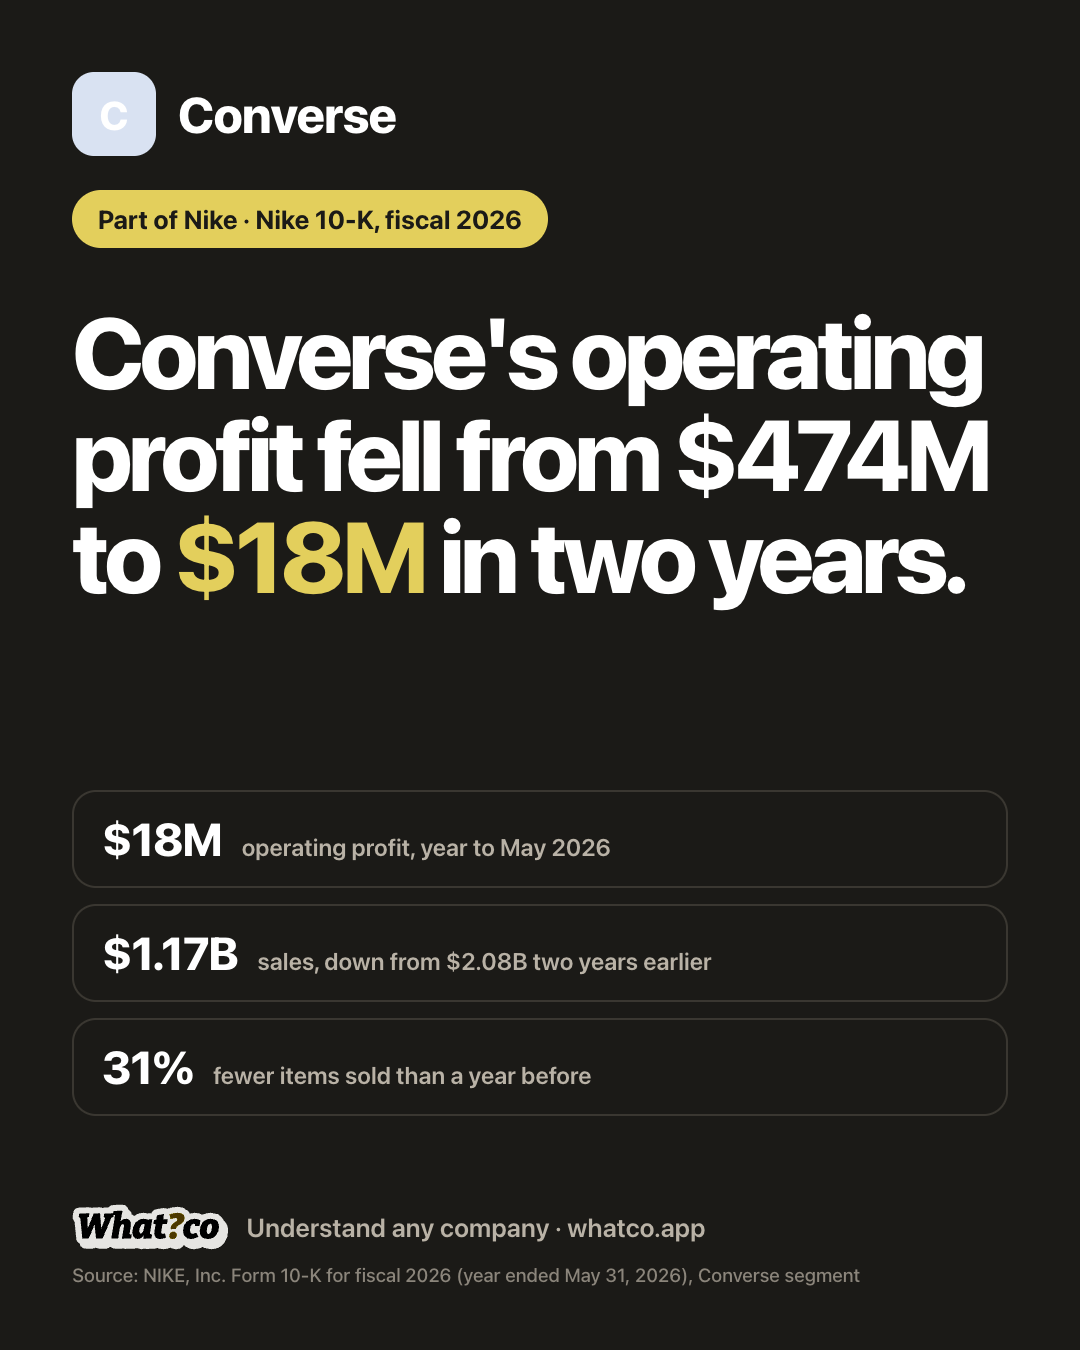 C
Converse
Part of Nike · Nike 10-K, fiscal 2026
Converse's operating
profit fell from $474M
to $18M in two years.
$18M operating profit, year to May 2026
$1.17B sales, down from $2.08B two years earlier
31% fewer items sold than a year before
What?co Understand any company · whatco.app
Source: NIKE, Inc. Form 10-K for fiscal 2026 (year ended May 31, 2026), Converse segment